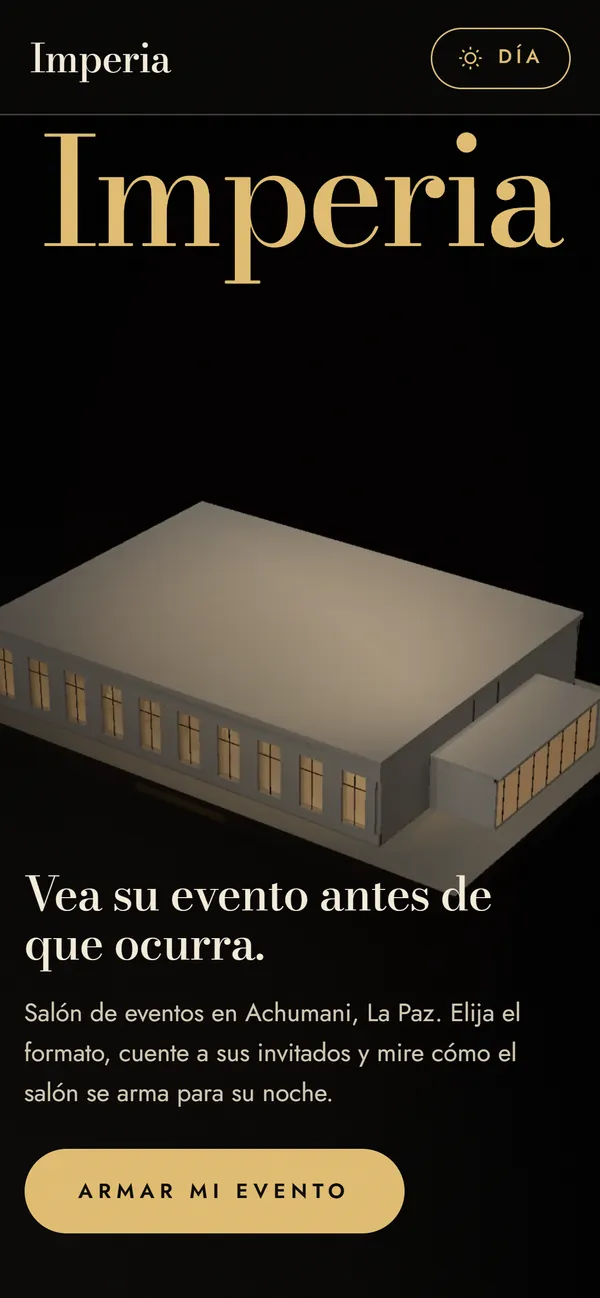 Imperia
DÍA
Imperia
Vea su evento antes de
que ocurra.
Salón de eventos en Achumani, La Paz. Elija el
formato, cuente a sus invitados y mire cómo el
salón se arma para su noche.
ARMAR MI EVENTO